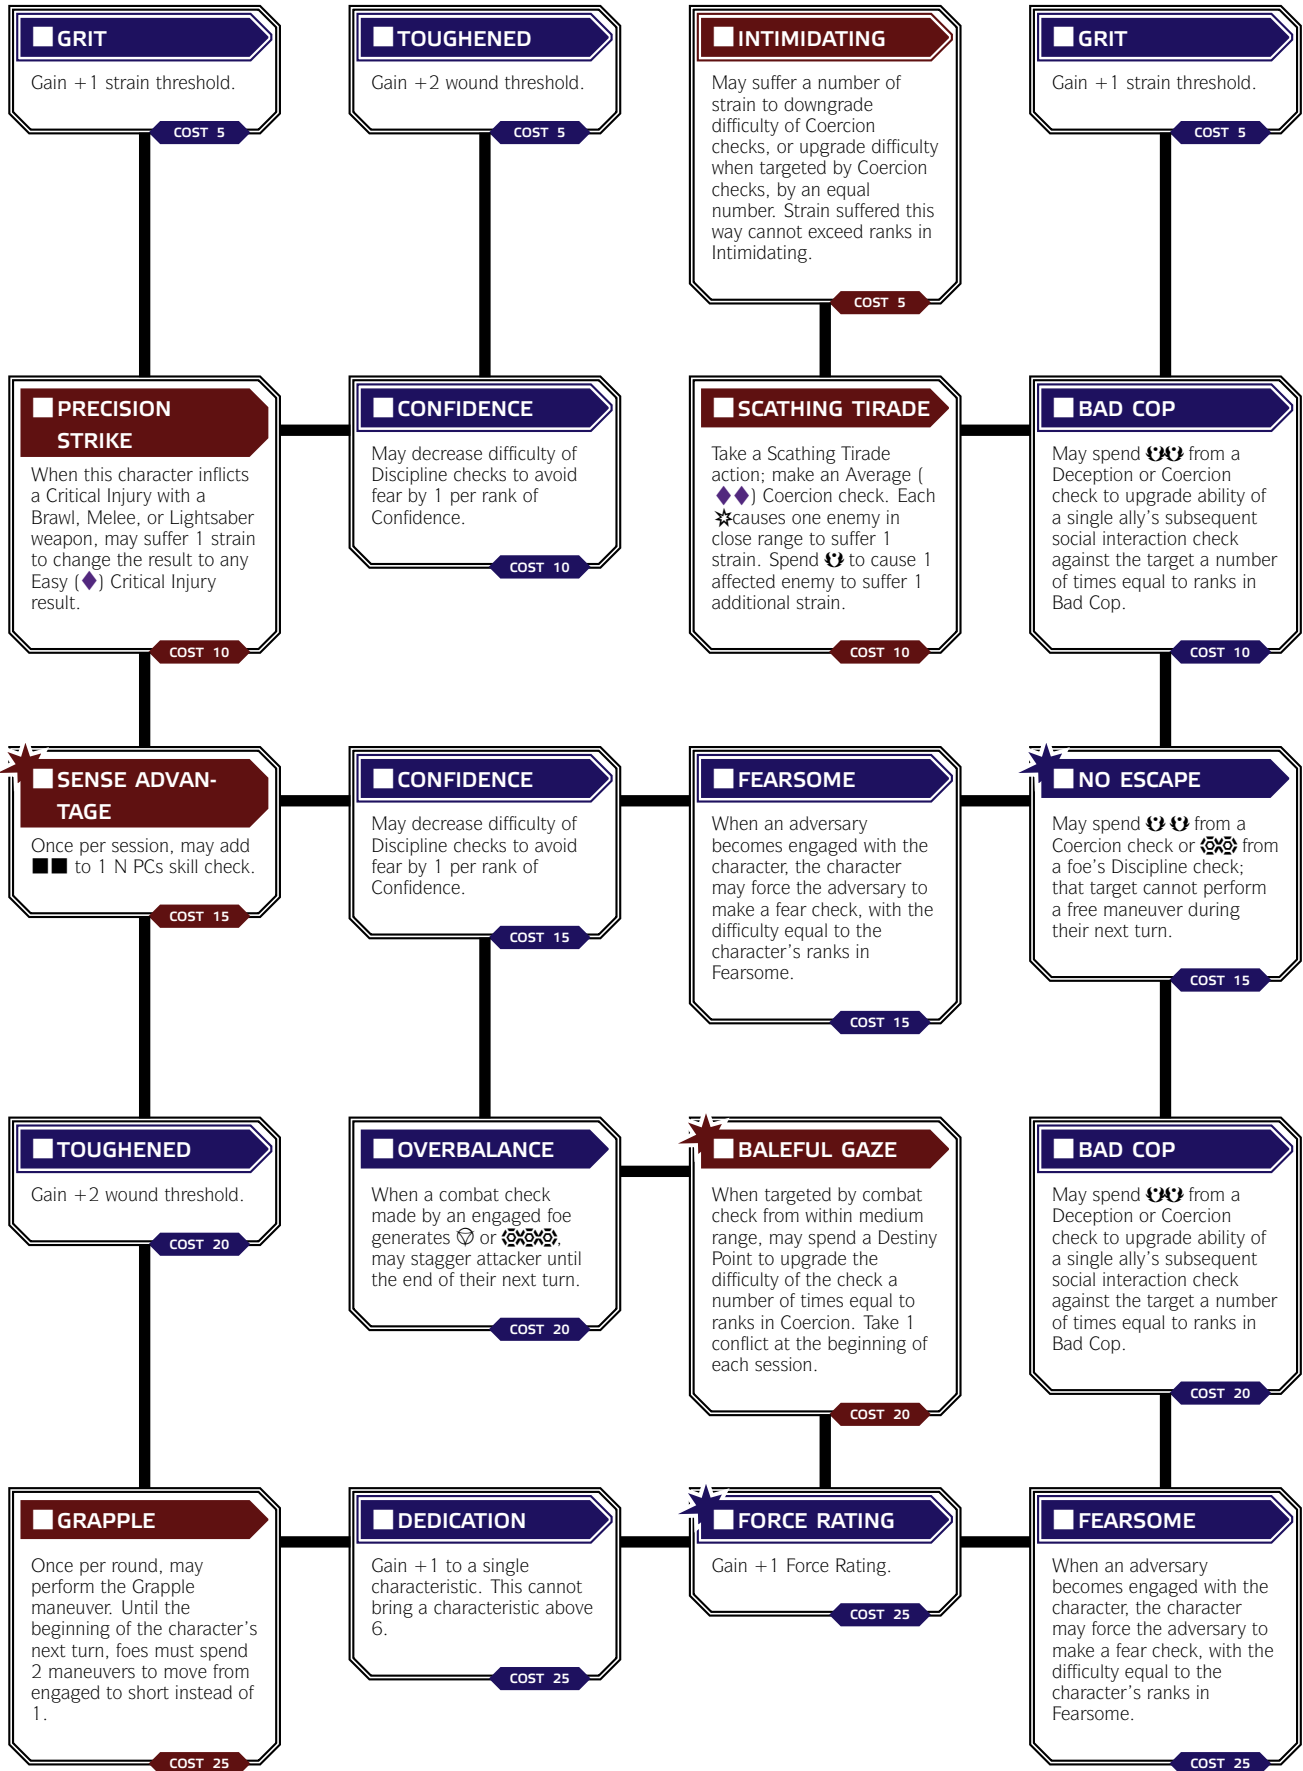 GRIT
Gain +1 strain threshold.
COST 5
TOUGHENED
Gain +2 wound threshold.
COST 5
INTIMIDATING
May suffer a number of
strain to downgrade
difficulty of Coercion
checks, or upgrade difficulty
when targeted by Coercion
checks, by an equal
number. Strain suffered this
way cannot exceed ranks in
Intimidating.
COST 5
GRIT
Gain +1 strain threshold.
COST 5
PRECISION
STRIKE
When this character inflicts
a Critical Injury with a
Brawl, Melee, or Lightsaber
weapon, may suffer 1 strain
to change the result to any
Easy (♦) Critical Injury
result.
COST 10
CONFIDENCE
May decrease difficulty of
Discipline checks to avoid
fear by 1 per rank of
Confidence.
COST 10
SCATHING TIRADE
Take a Scathing Tirade
action; make an Average (
♦♦) Coercion check. Each
causes one enemy in
close range to suffer 1
strain. Spend to cause 1
affected enemy to suffer 1
additional strain.
COST 10
BAD COP
May spend from a
Deception or Coercion
check to upgrade ability of
a single ally's subsequent
social interaction check
against the target a number
of times equal to ranks in
Bad Cop.
COST 10
SENSE ADVAN-
TAGE
Once per session, may add
■■ to 1 N PCs skill check.
COST 15
CONFIDENCE
May decrease difficulty of
Discipline checks to avoid
fear by 1 per rank of
Confidence.
COST 15
FEARSOME
When an adversary
becomes engaged with the
character, the character
may force the adversary to
make a fear check, with the
difficulty equal to the
character's ranks in
Fearsome.
COST 15
NO ESCAPE
May spend from a
Coercion check or from
a foe's Discipline check;
that target cannot perform
a free maneuver during
their next turn.
COST 15
TOUGHENED
Gain +2 wound threshold.
COST 20
OVERBALANCE
When a combat check
made by an engaged foe
generates or ,
may stagger attacker until
the end of their next turn.
COST 20
BALEFUL GAZE
When targeted by combat
check from within medium
range, may spend a Destiny
Point to upgrade the
difficulty of the check a
number of times equal to
ranks in Coercion. Take 1
conflict at the beginning of
each session.
COST 20
BAD COP
May spend from a
Deception or Coercion
check to upgrade ability of
a single ally's subsequent
social interaction check
against the target a number
of times equal to ranks in
Bad Cop.
COST 20
GRAPPLE
Once per round, may
perform the Grapple
maneuver. Until the
beginning of the character's
next turn, foes must spend
2 maneuvers to move from
engaged to short instead of
1.
COST 25
DEDICATION
Gain +1 to a single
characteristic. This cannot
bring a characteristic above
6.
COST 25
FORCE RATING
Gain +1 Force Rating.
COST 25
FEARSOME
When an adversary
becomes engaged with the
character, the character
may force the adversary to
make a fear check, with the
difficulty equal to the
character's ranks in
Fearsome.
COST 25